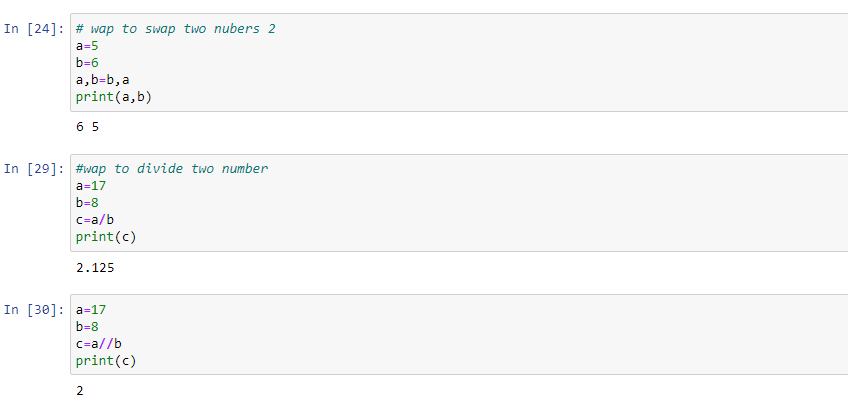 In [24]: # wap to swap two nubers 2
a=5
b=6
a,b=b,a
print(a,b)
6 5
In [29]: #wap to divide two number
a=17
b=8
c=a/b
print(c)
2.125
In [30]: a=17
b=8
c=a//b
print(c)
2